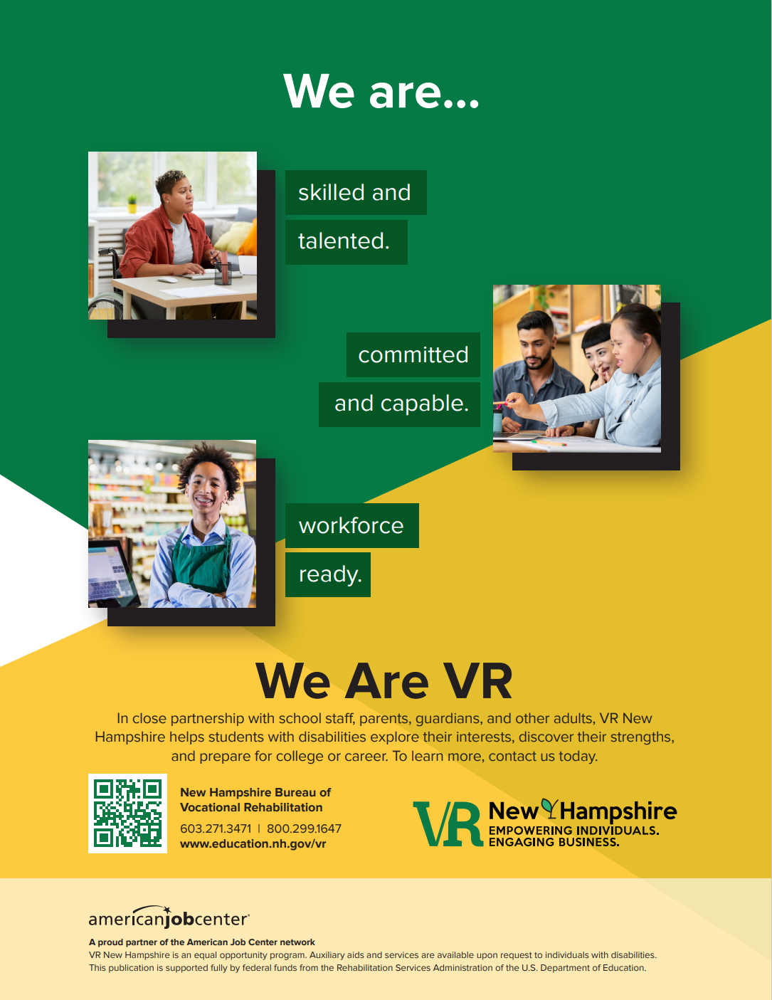 We are...
skilled and
talented.
committed
and capable.
workforce
ready.
We Are VR
In close partnership with school staff, parents, guardians, and other adults, VR New
Hampshire helps students with disabilities explore their interests, discover their strengths,
and prepare for college or career. To learn more, contact us today.
New Hampshire Bureau of
Vocational Rehabilitation
603.271.3471 | 800.299.1647
www.education.nh.gov/vr
VR New Hampshire
EMPOWERING INDIVIDUALS.
ENGAGING BUSINESS.
americanjobcenter®
A proud partner of the American Job Center network
VR New Hampshire is an equal opportunity program. Auxiliary aids and services are available upon request to individuals with disabilities.
This publication is supported fully by federal funds from the Rehabilitation Services Administration of the U.S. Department of Education.